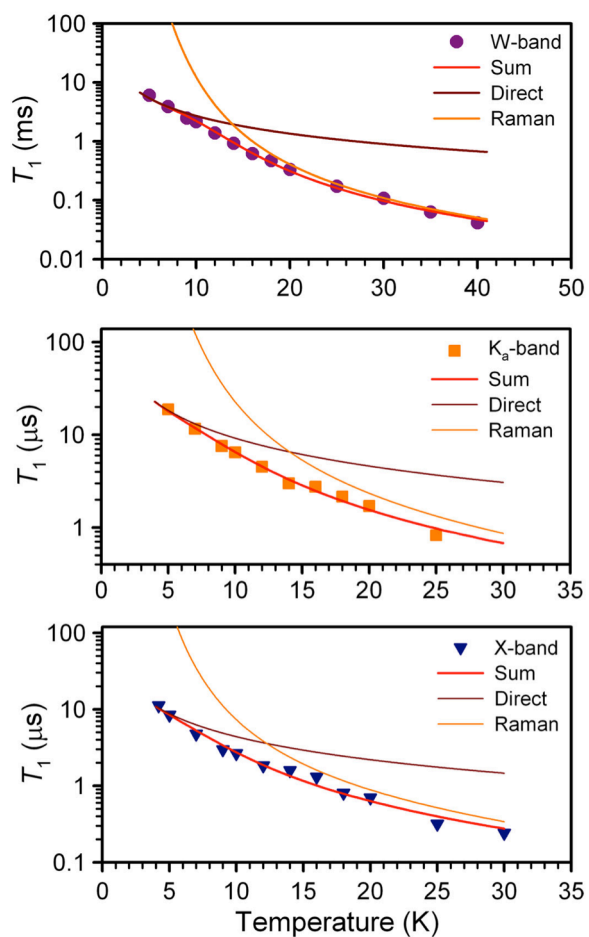 100
10
1
0.1
0.01
T₁ (ms)
W-band
Sum
Direct
Raman
0 10 20 30 40 50
100
10
1
T₁ (μs)
Kₐ-band
Sum
Direct
Raman
0 5 10 15 20 25 30 35
100
10
1
0.1
T₁ (μs)
X-band
Sum
Direct
Raman
0 5 10 15 20 25 30 35
Temperature (K)